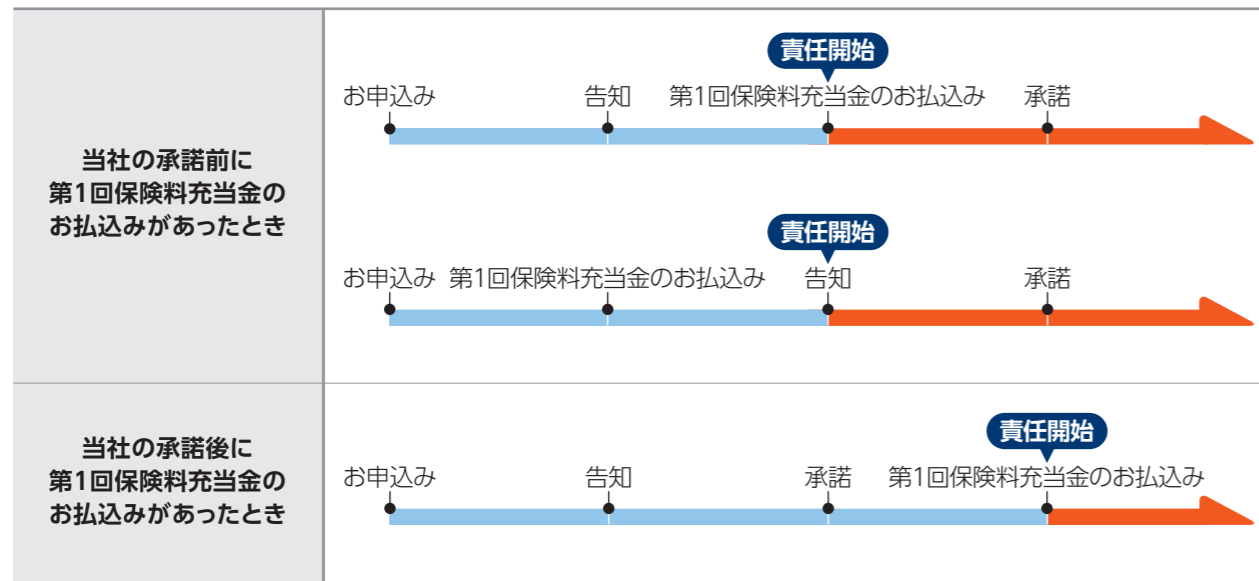 当社の承諾前に
第1回保険料充当金の
お払込みがあったとき
責任開始
お申込み 告知 第1回保険料充当金のお払込み 承諾
責任開始
お申込み 第1回保険料充当金のお払込み 告知 承諾
当社の承諾後に
第1回保険料充当金の
お払込みがあったとき
責任開始
お申込み 告知 承諾 第1回保険料充当金のお払込み